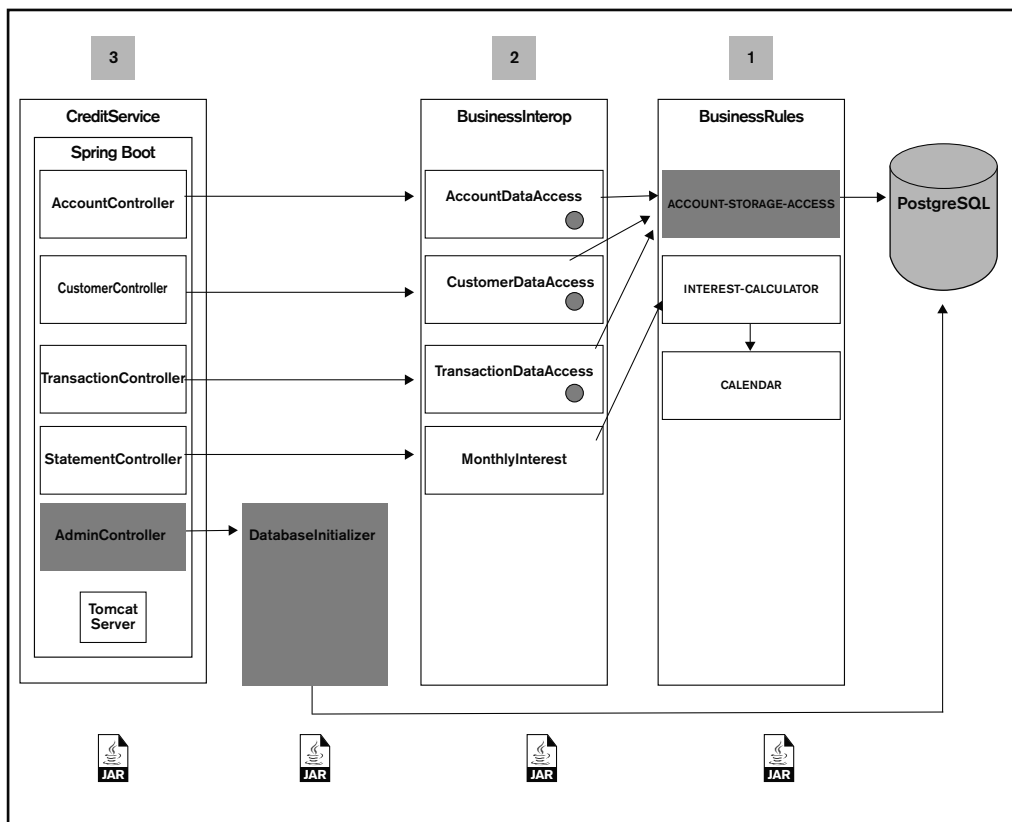 3
2
1
CreditService
Spring Boot
AccountController
CustomerController
TransactionController
StatementController
AdminController
Tomcat
Server
DatabaseInitializer
BusinessInterop
AccountDataAccess
CustomerDataAccess
TransactionDataAccess
MonthlyInterest
BusinessRules
ACCOUNT-STORAGE-ACCESS
INTEREST-CALCULATOR
CALENDAR
PostgreSQL
JAR
JAR
JAR
JAR